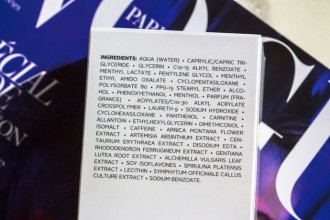 PAR
ÉCIAL
INGREDIENTS: AQUA (WATER) • CAPRYLIC/CAPRIC TRI-
GLYCERIDE • GLYCERIN • C12-15 ALKYL BENZOATE •
MENTHYL LACTATE • PENTYLENE GLYCOL • MENTHYL
ETHYL AMIDO OXALATE • CYCLOPENTASILOXANE •
POLYSORBATE 60 • PPG-15 STEARYL ETHER • ALCO-
HOL • PHENOXYETHANOL • MENTHOL • PARFUM (FRA-
GRANCE) • ACRYLATES/C10-30 ALKYL ACRYLATE
CROSSPOLYMER • LAURETH-9 • SODIUM HYDROXIDE •
CYCLOHEXASILOXANE • PANTHENOL • CARNITINE •
ALLANTOIN • ETHYLHEXYLGLYCERIN • DIMETHICONOL •
ISOMALT • CAFFEINE • ARNICA MONTANA FLOWER
EXTRACT • ARTEMISIA ABSINTHIUM EXTRACT • CEN-
TAURIUM ERYTHRAEA EXTRACT • DISODIUM EDTA •
RHODODENDRON FERRUGINEUM EXTRACT • GENTIANA
LUTEA ROOT EXTRACT • ALCHEMILLA VULGARIS LEAF
EXTRACT • SOY ISOFLAVONES • SPIRULINA PLATENSIS
EXTRACT • LECITHIN • SYMPHYTUM OFFICINALE CALLUS
CULTURE EXTRACT • SODIUM BENZOATE.